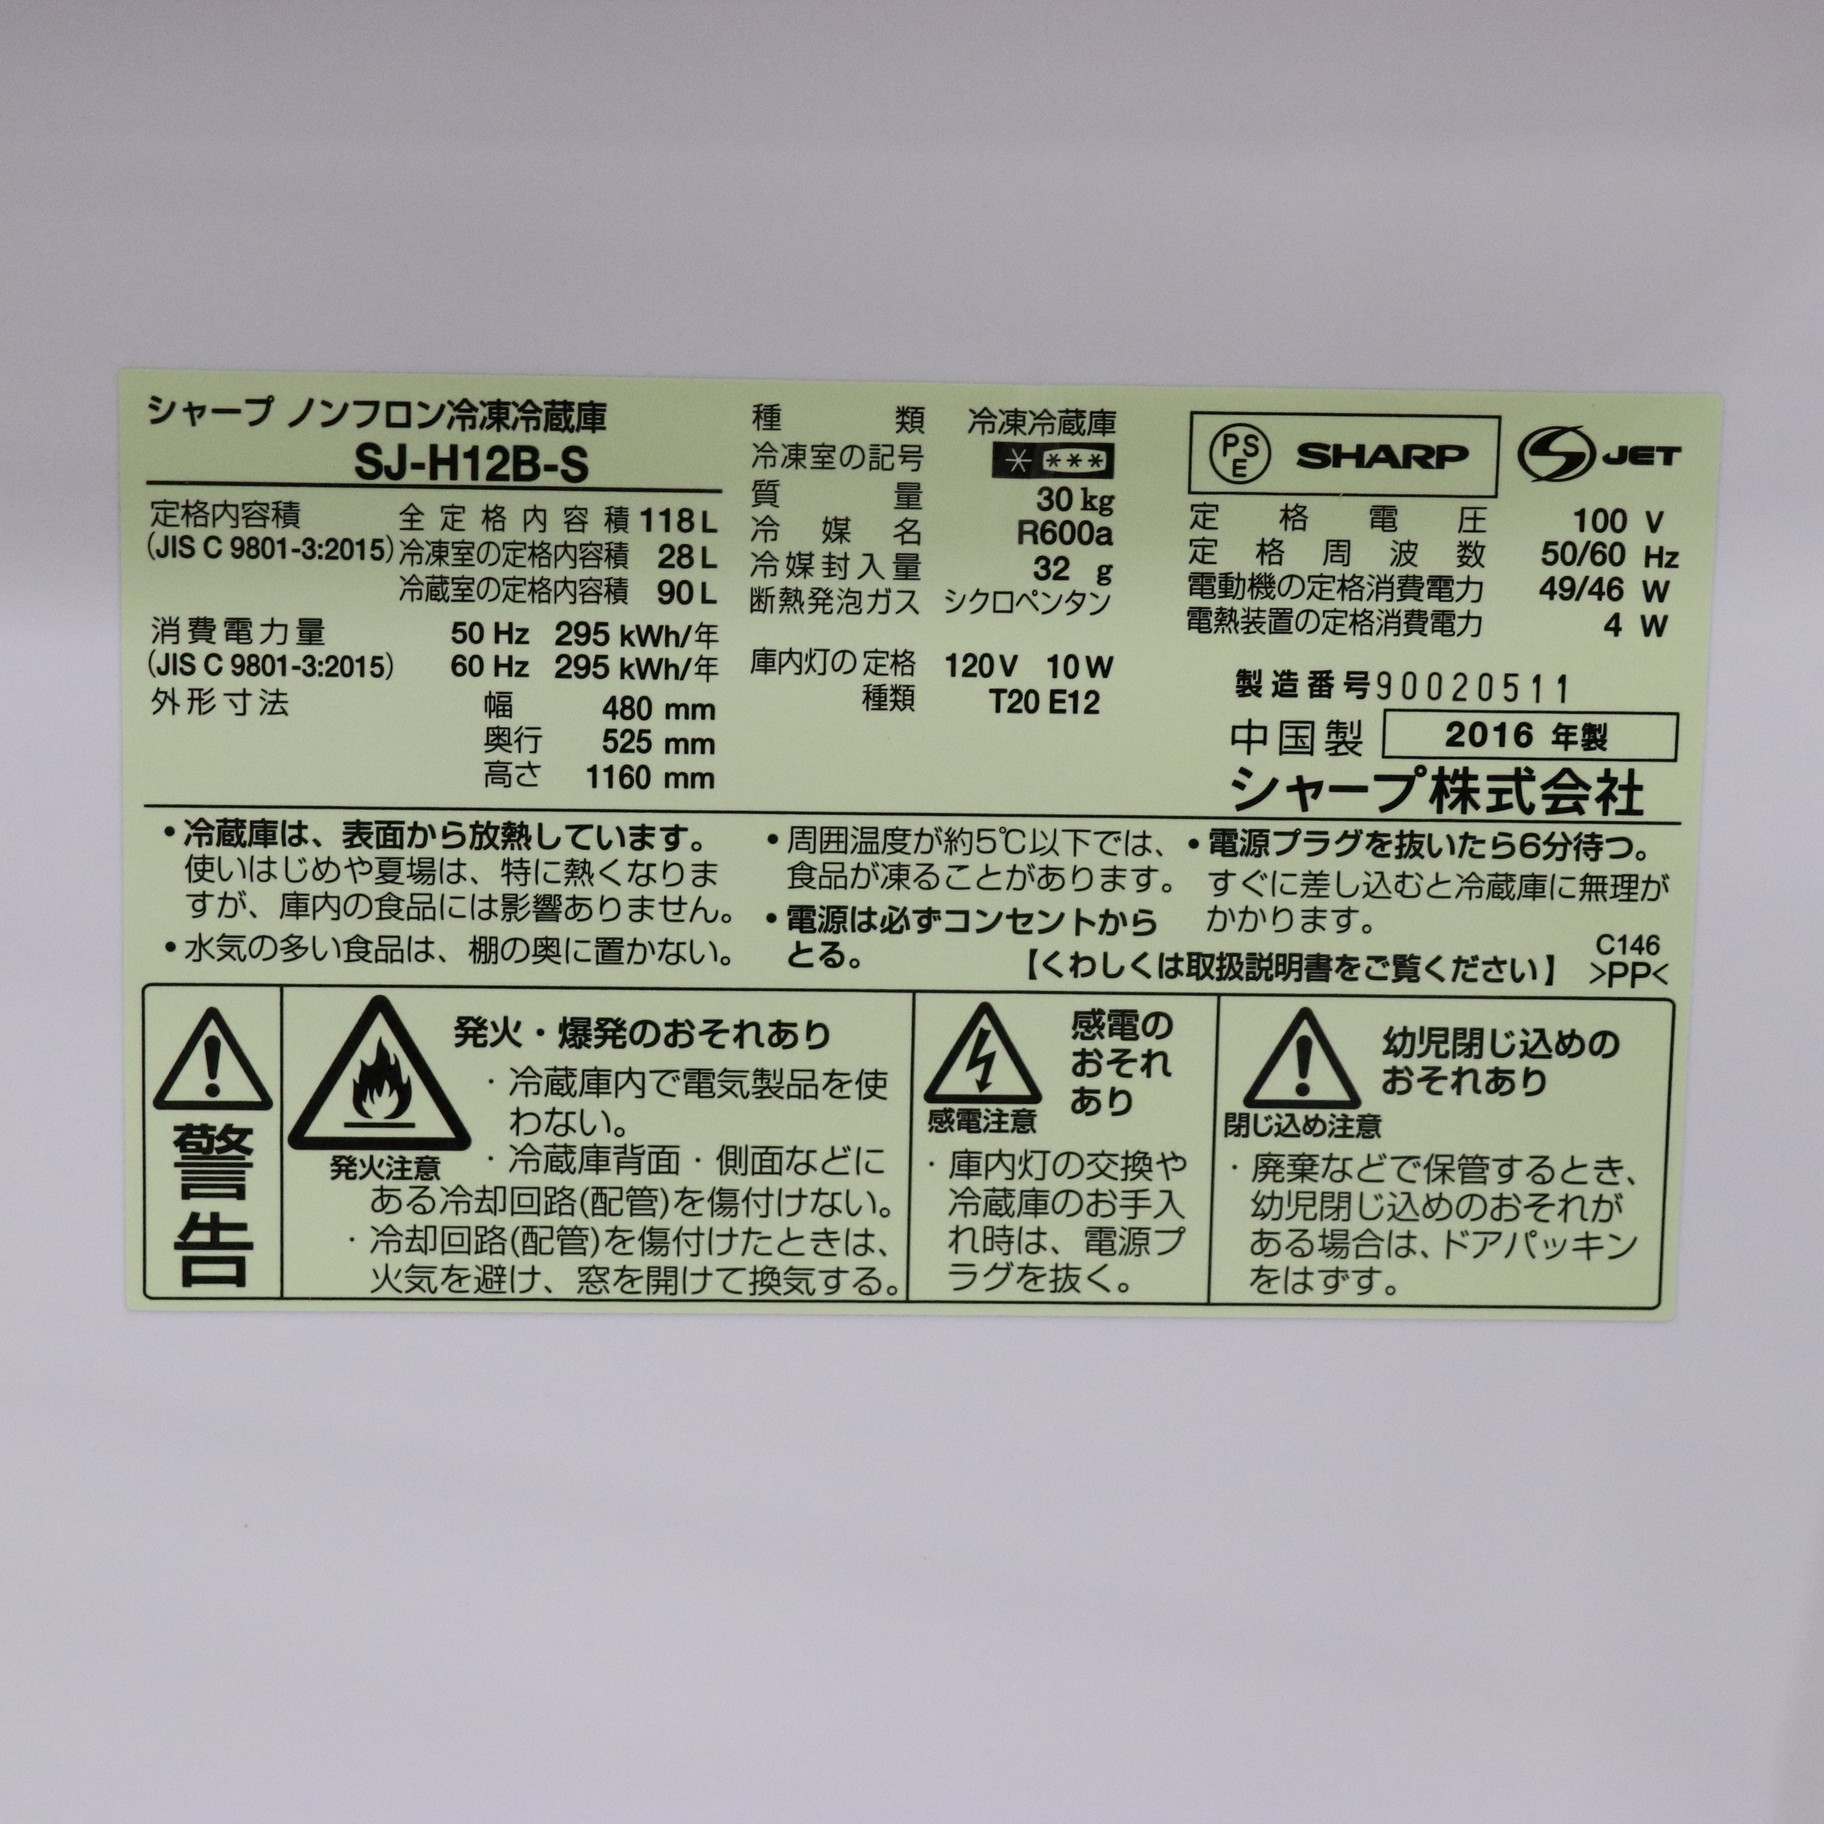 シャープ ノンフロン冷凍冷蔵庫
SJ-H12B-S
定格内容積 全定格内容積 118L
(JIS C 9801-3:2015) 冷凍室の定格内容積 28L
冷蔵室の定格内容積 90L
消費電力量 50 Hz 295 kWh/年
(JIS C 9801-3:2015) 60 Hz 295 kWh/年
外形寸法 幅 480 mm
奥行 525 mm
高さ 1160 mm
種類 冷凍冷蔵庫
冷凍室の記号 * ***
質量 30 kg
冷媒名 R600a
冷媒封入量 32 g
断熱発泡ガス シクロペンタン
庫内灯の定格 120V 10W
種類 T20 E12
PSE SHARP JET
定格電圧 100 V
定格周波数 50/60 Hz
電動機の定格消費電力 49/46 W
電熱装置の定格消費電力 4 W
製造番号 90020511
中国製 2016 年製
シャープ株式会社
•冷蔵庫は、表面から放熱しています。
使いはじめや夏場は、特に熱くなりま
すが、庫内の食品には影響ありません。
•水気の多い食品は、棚の奥に置かない。
•周囲温度が約5℃以下では、
食品が凍ることがあります。
•電源は必ずコンセントから
とる。
•電源プラグを抜いたら6分待つ。
すぐに差し込むと冷蔵庫に無理が
かかります。
【くわしくは取扱説明書をご覧ください】
C146
>PP<
警告
発火注意
発火・爆発のおそれあり
・冷蔵庫内で電気製品を使
わない。
・冷蔵庫背面・側面などに
ある冷却回路(配管)を傷付けない。
・冷却回路(配管)を傷付けたときは、
火気を避け、窓を開けて換気する。
感電注意
感電の
おそれ
あり
・庫内灯の交換や
冷蔵庫のお手入
れ時は、電源プ
ラグを抜く。
閉じ込め注意
幼児閉じ込めの
おそれあり
・廃棄などで保管するとき、
幼児閉じ込めのおそれが
ある場合は、ドアパッキン
をはずす。